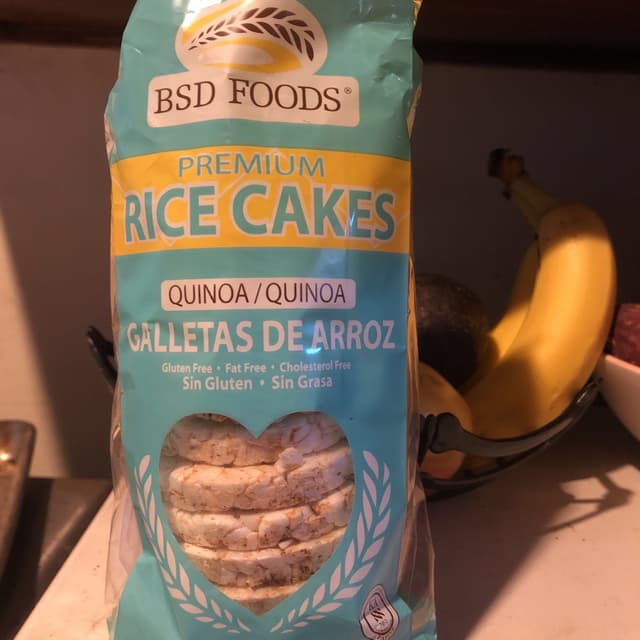 BSD FOODS®
PREMIUM
RICE CAKES
QUINOA / QUINOA
GALLETAS DE ARROZ
Gluten Free • Fat Free • Cholesterol Free
Sin Gluten • Sin Grasa